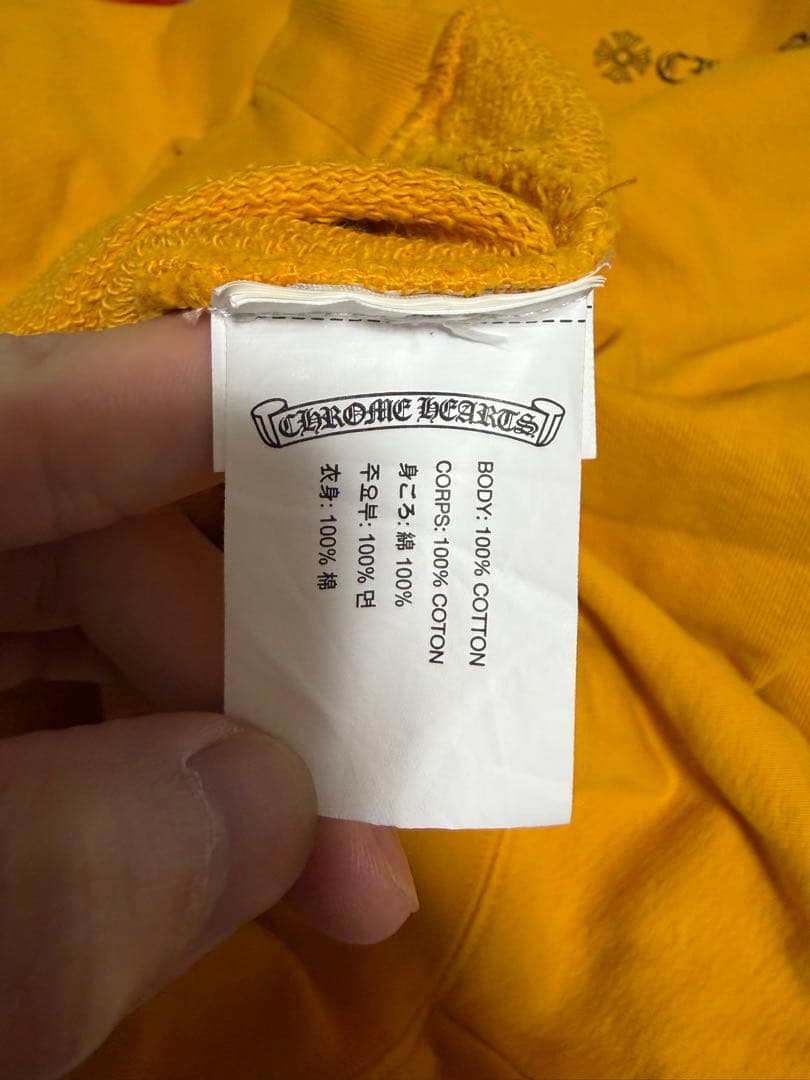 CHROME HEARTS
BODY: 100% COTTON
CORPS: 100% COTON
身ごろ: 綿 100%
주요부: 100% 면
衣身: 100% 棉